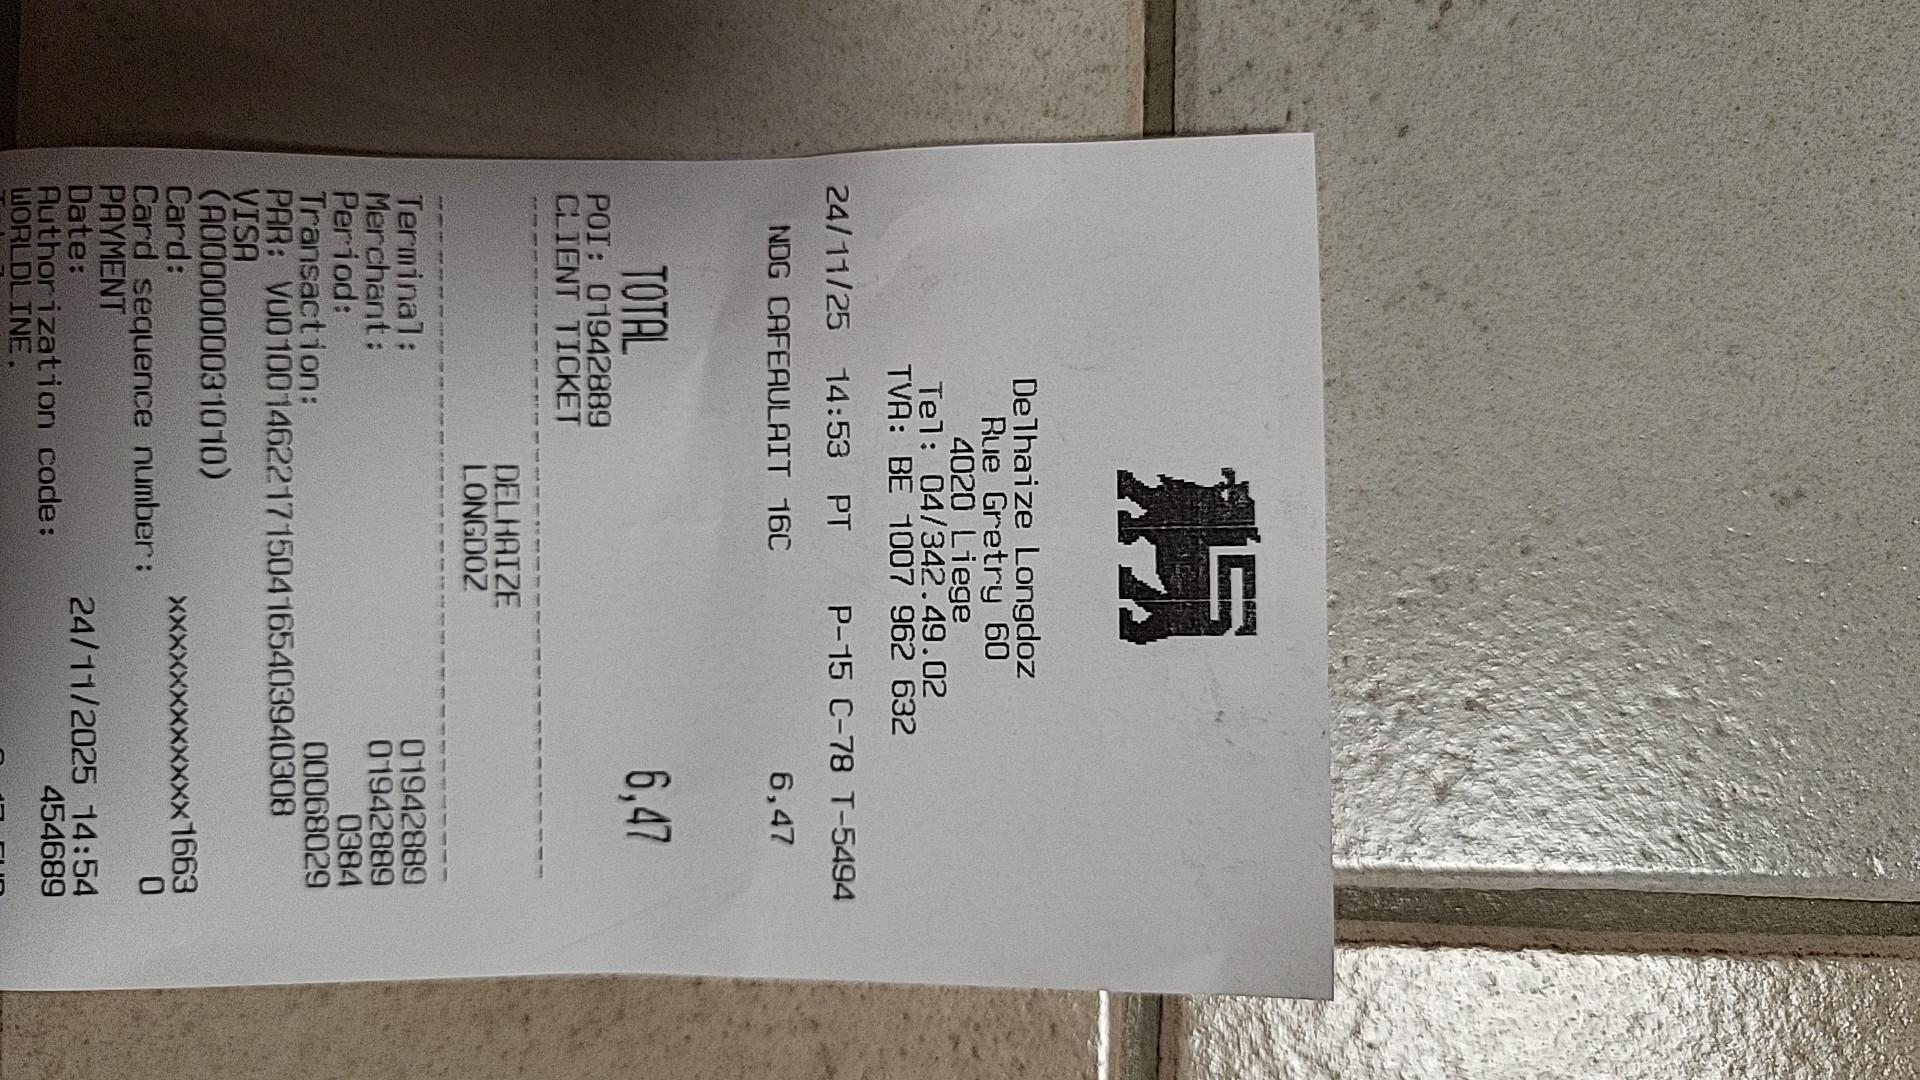 Delhaize Longdoz
Rue Gretry 60
4020 Liege
Tel: 04/342.49.02
TVA: BE 1007 962 632
24/11/25 14:53 PT P-15 C-78 T-5494
NDG CAFEAULAIT 16C 6,47
TOTAL 6,47
POI: 01942889
CLIENT TICKET
DELHAIZE
LONGDOZ
Terminal: 01942889
Merchant: 01942889
Period: 0384
Transaction: 00068029
PAR: V0010014622171504165403940308
VISA
(A0000000031010)
Card: xxxxxxxxxxxx1663
Card sequence number: 0
PAYMENT
Date: 24/11/2025 14:54
Authorization code: 454689
WORLDLINE.